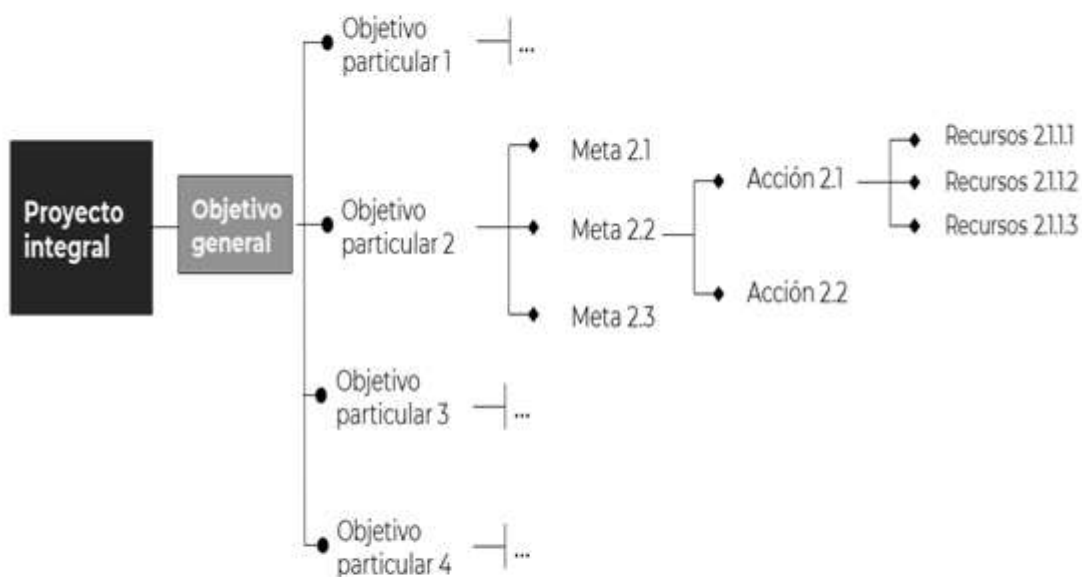 Objetivo
particular 1
...
Proyecto
integral
Objetivo
general
Objetivo
particular 2
Meta 2.1
Meta 2.2
Meta 2.3
Acción 2.1
Acción 2.2
Recursos 2.1.1.1
Recursos 2.1.1.2
Recursos 2.1.1.3
Objetivo
particular 3
...
Objetivo
particular 4
...